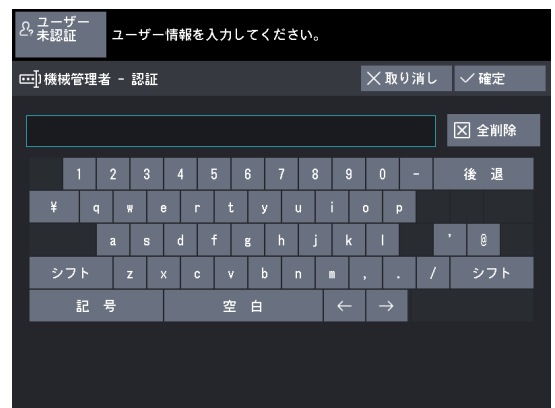 ユーザー
未認証
ユーザー情報を入力してください。
機械管理者 - 認証
取り消し
確定
全削除
1 2 3 4 5 6 7 8 9 0 - 後 退
¥ q w e r t y u i o p
a s d f g h j k l ' @
シフト z x c v b n m , . / シフト
記 号 空 白 ← →